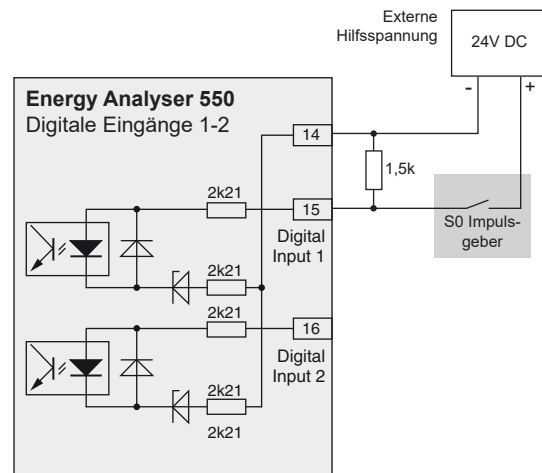 Externe
Hilfsspannung
24V DC
- +
Energy Analyser 550
Digitale Eingänge 1-2
14
1,5k
2k21
15
S0 Impuls-
geber
Digital
Input 1
2k21
2k21
16
Digital
Input 2
2k21
2k21